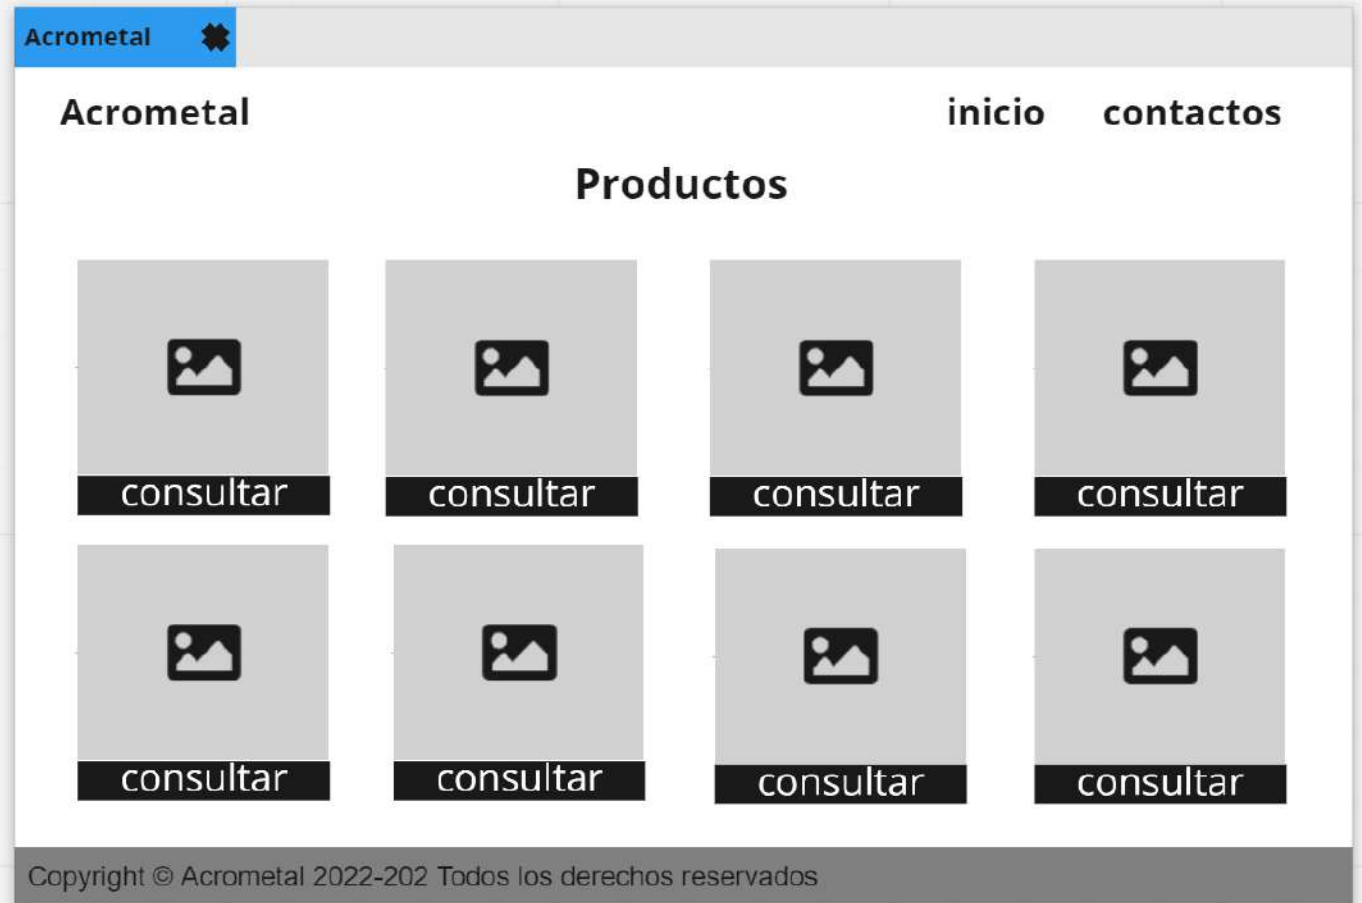 Acrometal
Acrometal inicio contactos
Productos
consultar consultar consultar consultar
consultar consultar consultar consultar
Copyright © Acrometal 2022-202 Todos los derechos reservados